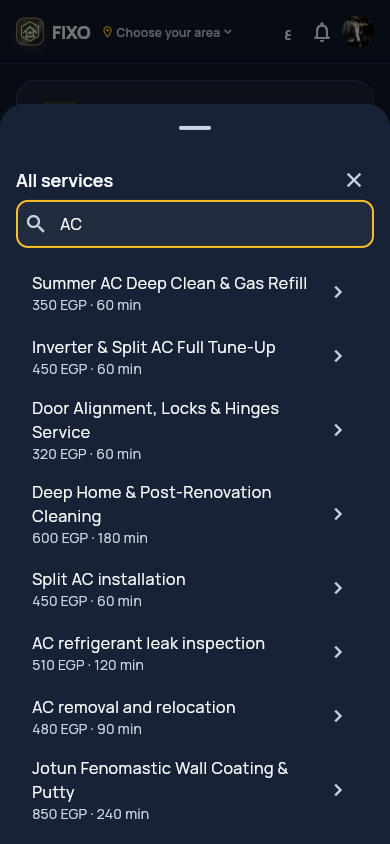 FIXO
Choose your area
ع
All services
AC
Summer AC Deep Clean & Gas Refill
350 EGP · 60 min
Inverter & Split AC Full Tune-Up
450 EGP · 60 min
Door Alignment, Locks & Hinges
Service
320 EGP · 60 min
Deep Home & Post-Renovation
Cleaning
600 EGP · 180 min
Split AC installation
450 EGP · 60 min
AC refrigerant leak inspection
510 EGP · 120 min
AC removal and relocation
480 EGP · 90 min
Jotun Fenomastic Wall Coating &
Putty
850 EGP · 240 min